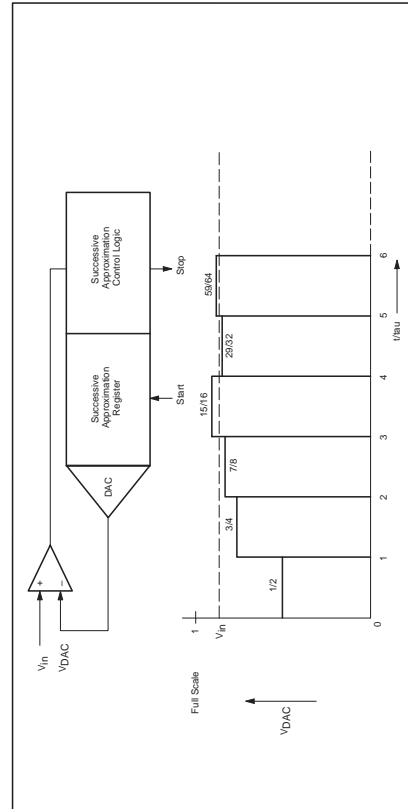 Vin
VDAC
+
−
DAC
Successive
Approximation
Register
Successive
Approximation
Control Logic
Start
Stop
Full Scale
1
Vin
VDAC
1/2
3/4
7/8
15/16
29/32
59/64
0
1
2
3
4
5
6
t/tau